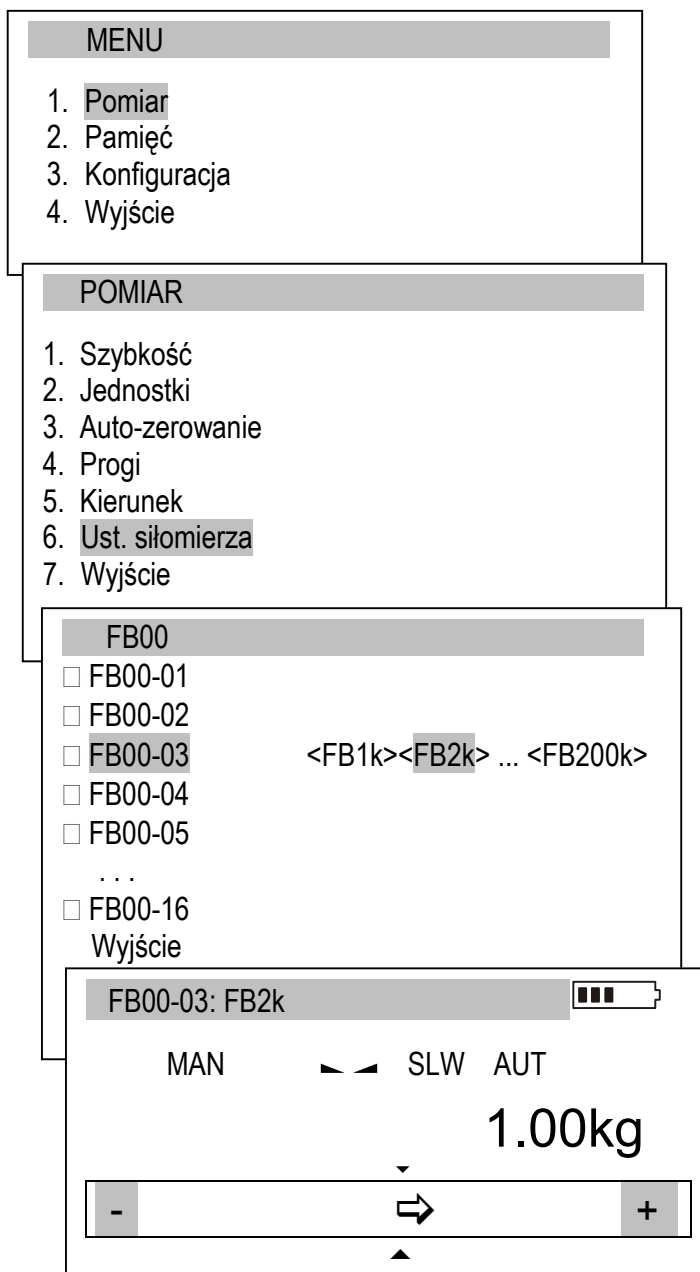 MENU
1. Pomiar
2. Pamięć
3. Konfiguracja
4. Wyjście
POMIAR
1. Szybkość
2. Jednostki
3. Auto-zerowanie
4. Progi
5. Kierunek
6. Ust. siłomierza
7. Wyjście
FB00
□ FB00-01
□ FB00-02
□ FB00-03 <FB1k><FB2k> ... <FB200k>
□ FB00-04
□ FB00-05
. . .
□ FB00-16
Wyjście
FB00-03: FB2k
MAN SLW AUT
1.00kg
- +